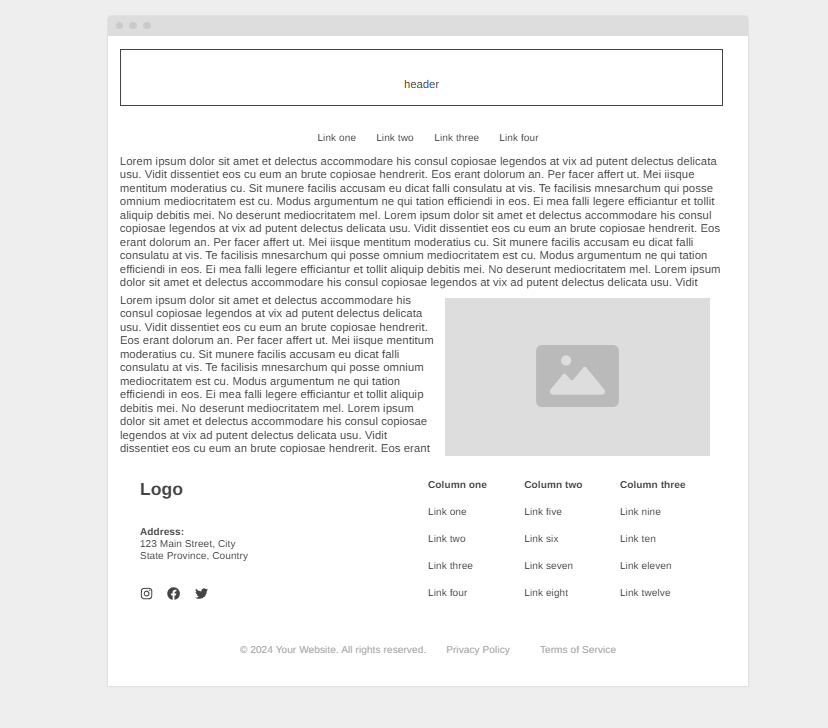 header
Link one Link two Link three Link four
Lorem ipsum dolor sit amet et delectus accommodare his consul copiosae legendos at vix ad putent delectus delicata
usu. Vidit dissentiet eos cu eum an brute copiosae hendrerit. Eos erant dolorum an. Per facer affert ut. Mei iisque
mentitum moderatius cu. Sit munere facilis accusam eu dicat falli consulatu at vis. Te facilisis mnesarchum qui posse
omnium mediocritatem est cu. Modus argumentum ne qui tation efficiendi in eos. Ei mea falli legere efficiantur et tollit
aliquip debitis mei. No deserunt mediocritatem mel. Lorem ipsum dolor sit amet et delectus accommodare his consul
copiosae legendos at vix ad putent delectus delicata usu. Vidit dissentiet eos cu eum an brute copiosae hendrerit. Eos
erant dolorum an. Per facer affert ut. Mei iisque mentitum moderatius cu. Sit munere facilis accusam eu dicat falli
consulatu at vis. Te facilisis mnesarchum qui posse omnium mediocritatem est cu. Modus argumentum ne qui tation
efficiendi in eos. Ei mea falli legere efficiantur et tollit aliquip debitis mei. No deserunt mediocritatem mel. Lorem ipsum
dolor sit amet et delectus accommodare his consul copiosae legendos at vix ad putent delectus delicata usu. Vidit
Lorem ipsum dolor sit amet et delectus accommodare his
consul copiosae legendos at vix ad putent delectus delicata
usu. Vidit dissentiet eos cu eum an brute copiosae hendrerit.
Eos erant dolorum an. Per facer affert ut. Mei iisque mentitum
moderatius cu. Sit munere facilis accusam eu dicat falli
consulatu at vis. Te facilisis mnesarchum qui posse omnium
mediocritatem est cu. Modus argumentum ne qui tation
efficiendi in eos. Ei mea falli legere efficiantur et tollit aliquip
debitis mei. No deserunt mediocritatem mel. Lorem ipsum
dolor sit amet et delectus accommodare his consul copiosae
legendos at vix ad putent delectus delicata usu. Vidit
dissentiet eos cu eum an brute copiosae hendrerit. Eos erant
Logo
Address:
123 Main Street, City
State Province, Country
Column one
Link one
Link two
Link three
Link four
Column two
Link five
Link six
Link seven
Link eight
Column three
Link nine
Link ten
Link eleven
Link twelve
© 2024 Your Website. All rights reserved. Privacy Policy Terms of Service